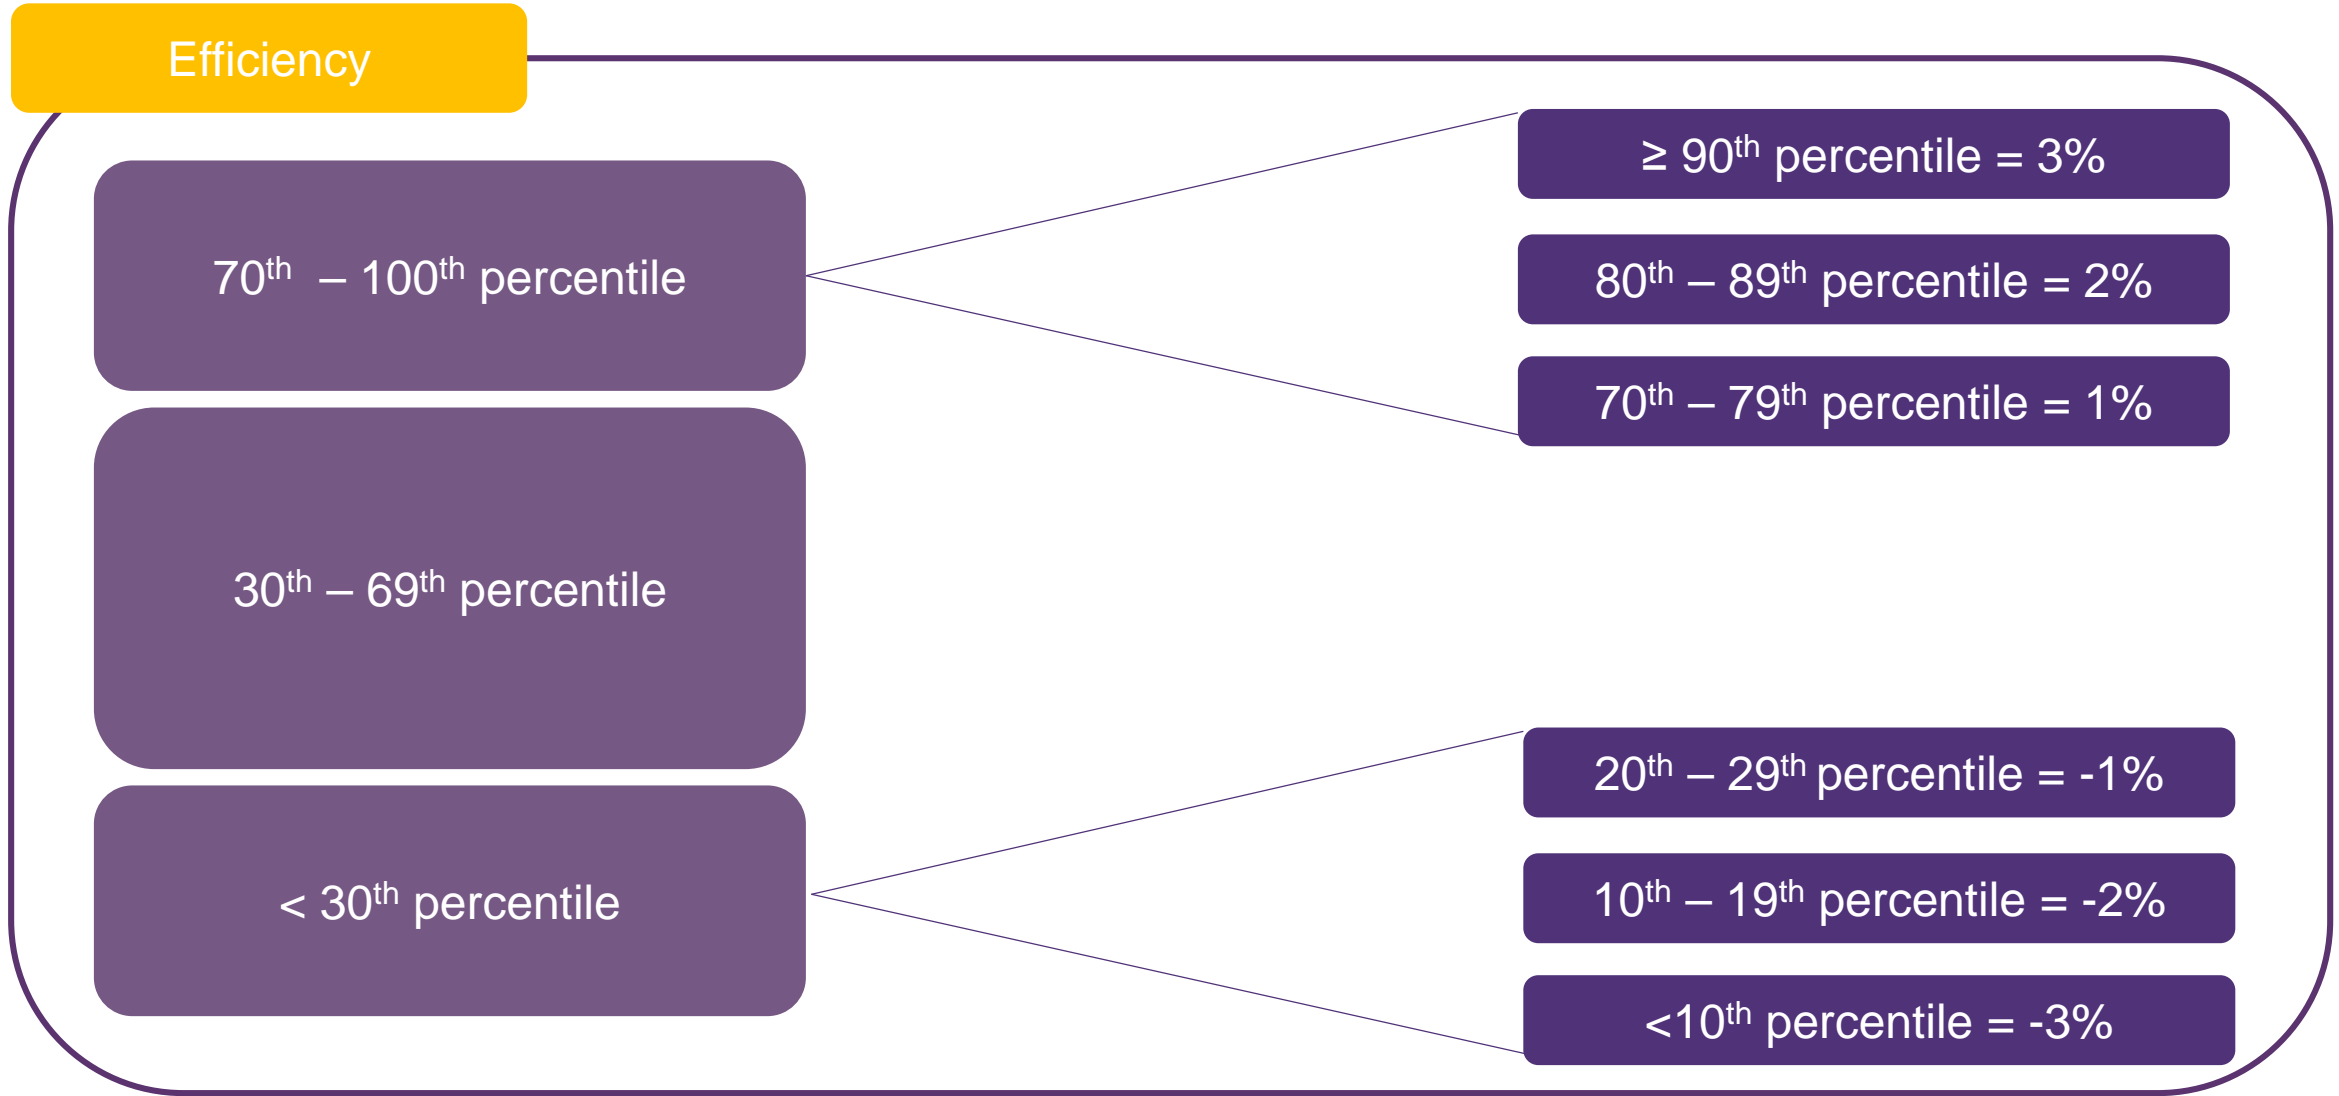 Efficiency
70th – 100th percentile
≥ 90th percentile = 3%
80th – 89th percentile = 2%
70th – 79th percentile = 1%
30th – 69th percentile
< 30th percentile
20th – 29th percentile = -1%
10th – 19th percentile = -2%
<10th percentile = -3%